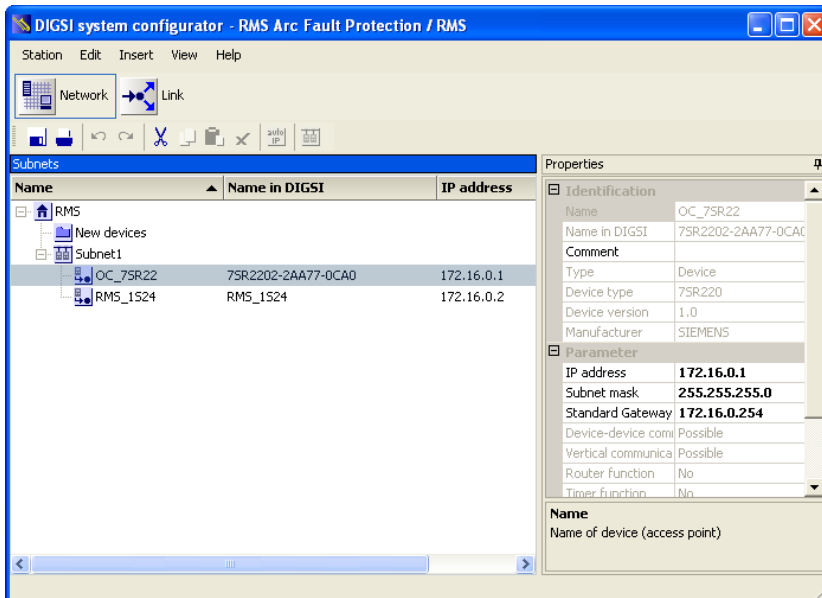 DIGSI system configurator - RMS Arc Fault Protection / RMS
Station Edit Insert View Help
Network Link
auto IP
Subnets
Name Name in DIGSI IP address
RMS
New devices
Subnet1
OC_7SR22 7SR2202-2AA77-0CA0 172.16.0.1
RMS_1S24 RMS_1S24 172.16.0.2
Properties
Identification
Name OC_7SR22
Name in DIGSI 7SR2202-2AA77-0CA0
Comment
Type Device
Device type 7SR220
Device version 1.0
Manufacturer SIEMENS
Parameter
IP address 172.16.0.1
Subnet mask 255.255.255.0
Standard Gateway 172.16.0.254
Device-device comi Possible
Vertical communica Possible
Router function No
Timer function No
Name
Name of device (access point)